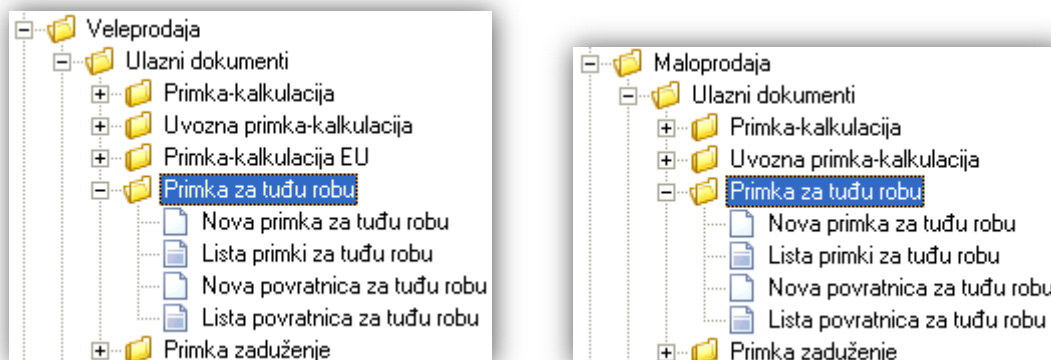 Veleprodaja
Ulazni dokumenti
Primka-kalkulacija
Uvozna primka-kalkulacija
Primka-kalkulacija EU
Primka za tuđu robu
Nova primka za tuđu robu
Lista primki za tuđu robu
Nova povratnica za tuđu robu
Lista povratnica za tuđu robu
Primka zaduženje
Maloprodaja
Ulazni dokumenti
Primka-kalkulacija
Uvozna primka-kalkulacija
Primka za tuđu robu
Nova primka za tuđu robu
Lista primki za tuđu robu
Nova povratnica za tuđu robu
Lista povratnica za tuđu robu
Primka zaduženje